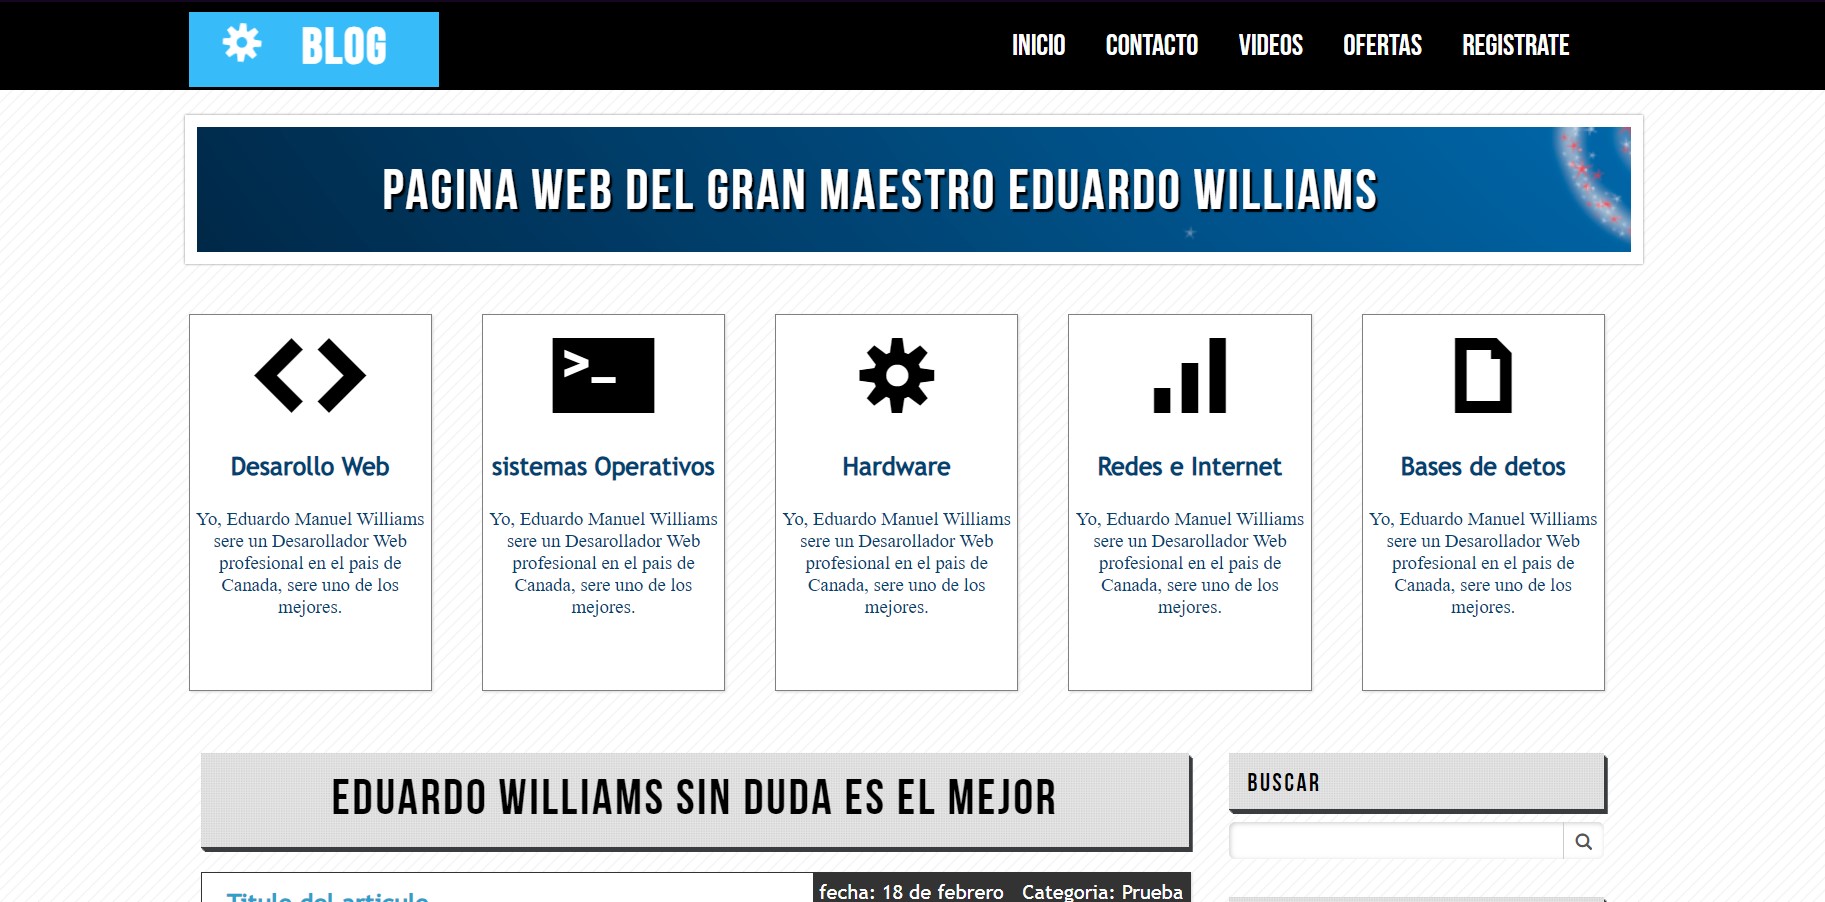 BLOG
INICIO CONTACTO VIDEOS OFERTAS REGISTRATE
PAGINA WEB DEL GRAN MAESTRO EDUARDO WILLIAMS
>_
Desarollo Web
Yo, Eduardo Manuel Williams
sere un Desarollador Web
profesional en el pais de
Canada, sere uno de los
mejores.
sistemas Operativos
Yo, Eduardo Manuel Williams
sere un Desarollador Web
profesional en el pais de
Canada, sere uno de los
mejores.
Hardware
Yo, Eduardo Manuel Williams
sere un Desarollador Web
profesional en el pais de
Canada, sere uno de los
mejores.
Redes e Internet
Yo, Eduardo Manuel Williams
sere un Desarollador Web
profesional en el pais de
Canada, sere uno de los
mejores.
Bases de detos
Yo, Eduardo Manuel Williams
sere un Desarollador Web
profesional en el pais de
Canada, sere uno de los
mejores.
EDUARDO WILLIAMS SIN DUDA ES EL MEJOR
Titulo del articulo
fecha: 18 de febrero Categoria: Prueba
BUSCAR